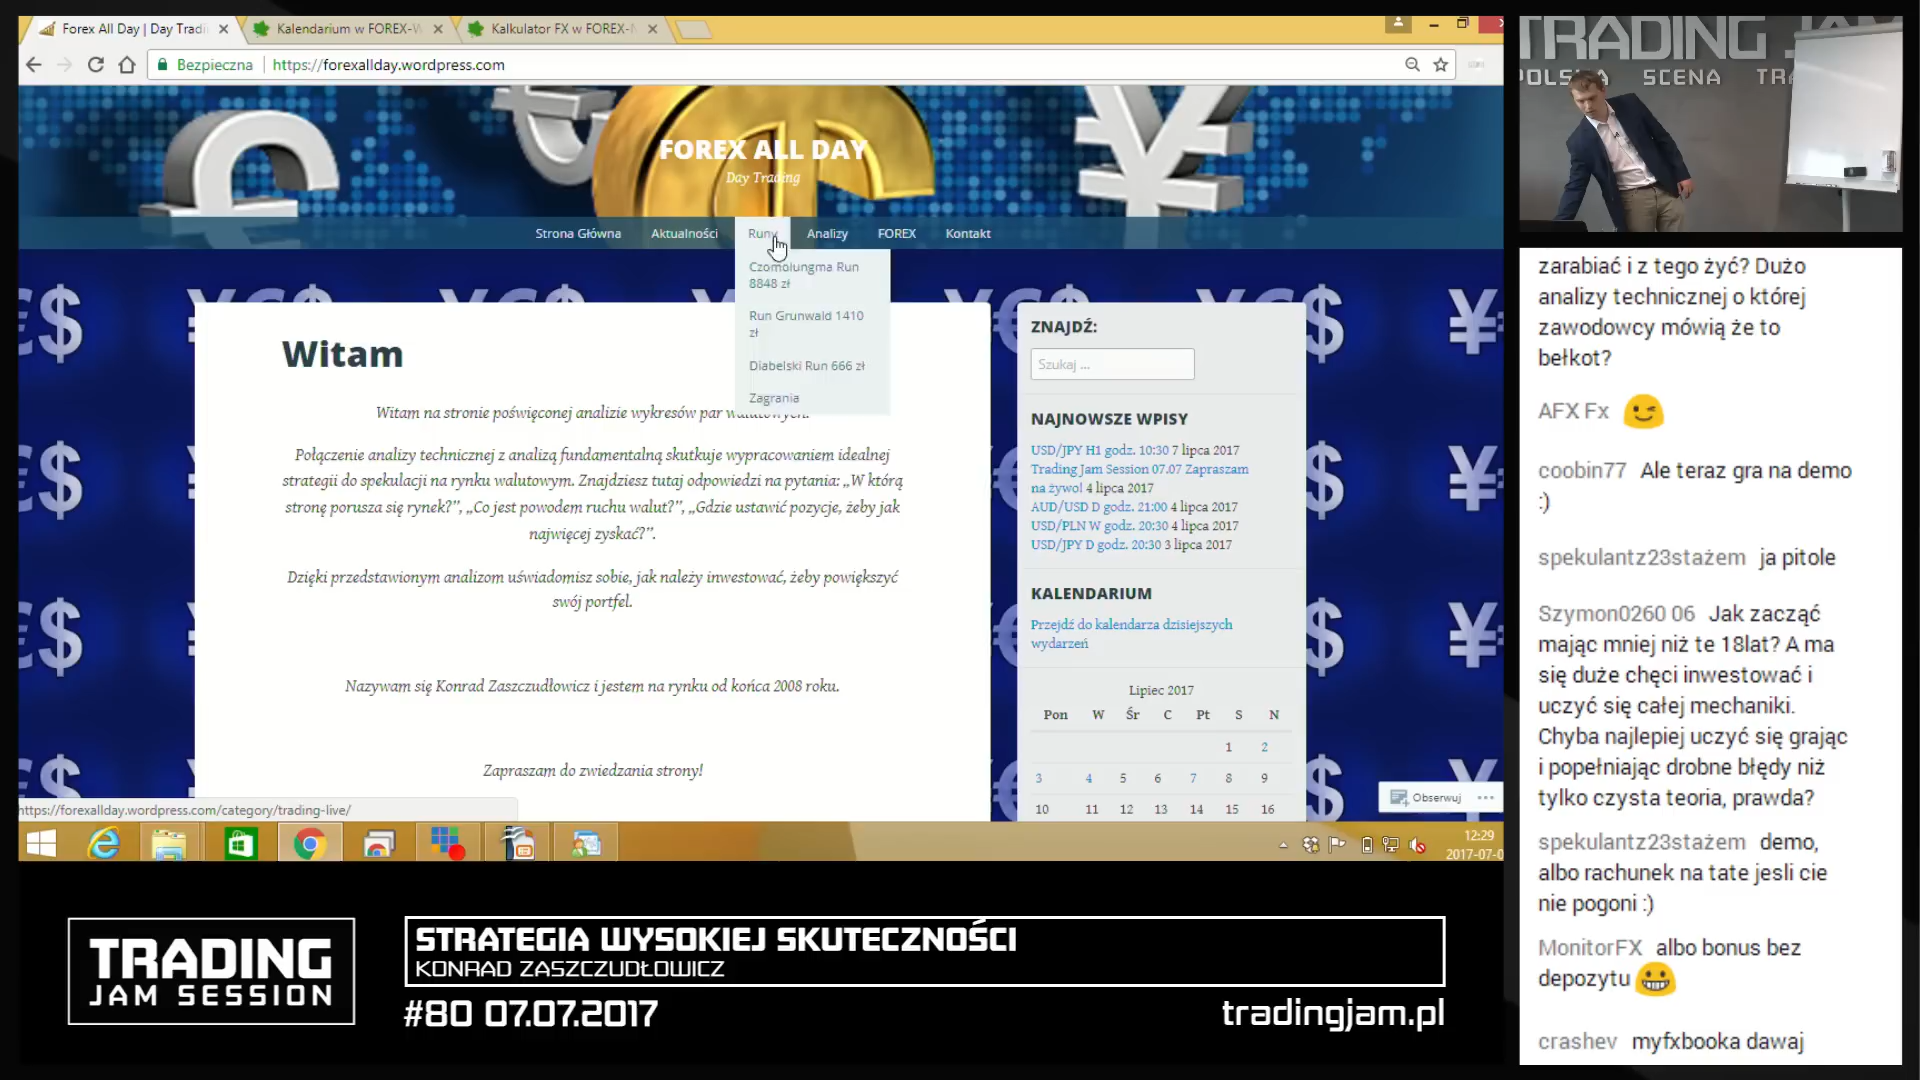 Forex All Day | Day Tradi
Kalendarium w FOREX-
Kalkulator FX w FOREX-
Bezpieczna
https://forexallday.wordpress.com
FOREX ALL DAY
Day Trading
Strona Główna
Aktualności
Runy
Analizy
FOREX
Kontakt
Czomolungma Run
8848 zł
Run Grunwald 1410
zł
Diabelski Run 666 zł
Zagrania
Witam
Witam na stronie poświęconej analizie wykresów par walutowych.
Połączenie analizy technicznej z analizą fundamentalną skutkuje wypracowaniem idealnej
strategii do spekulacji na rynku walutowym. Znajdziesz tutaj odpowiedzi na pytania: „W którą
stronę porusza się rynek?”, „Co jest powodem ruchu walut?”, „Gdzie ustawić pozycje, żeby jak
najwięcej zyskać?”.
Dzięki przedstawionym analizom uświadomisz sobie, jak należy inwestować, żeby powiększyć
swój portfel.
Nazywam się Konrad Zaszczudłowicz i jestem na rynku od końca 2008 roku.
Zapraszam do zwiedzania strony!
ZNAJDŹ:
Szukaj ...
NAJNOWSZE WPISY
USD/JPY H1 godz. 10:30 7 lipca 2017
Trading Jam Session 07.07 Zapraszam
na żywo! 4 lipca 2017
AUD/USD D godz. 21:00 4 lipca 2017
USD/PLN W godz. 20:30 4 lipca 2017
USD/JPY D godz. 20:30 3 lipca 2017
KALENDARIUM
Przejdź do kalendarza dzisiejszych
wydarzeń
Lipiec 2017
Pon W Śr C Pt S N
1 2
3 4 5 6 7 8 9
10 11 12 13 14 15 16
Obserwuj
https://forexallday.wordpress.com/category/trading-live/
12:29
2017-07-0
TRADING JAM
POLSKA SCENA TRA
zarabiać i z tego żyć? Dużo
analizy technicznej o której
zawodowcy mówią że to
bełkot?
AFX Fx
coobin77 Ale teraz gra na demo
:)
spekulantz23stażem ja pitole
Szymon0260 06 Jak zacząć
mając mniej niż te 18lat? A ma
się duże chęci inwestować i
uczyć się całej mechaniki.
Chyba najlepiej uczyć się grając
i popełniając drobne błędy niż
tylko czysta teoria, prawda?
spekulantz23stażem demo,
albo rachunek na tate jesli cie
nie pogoni :)
MonitorFX albo bonus bez
depozytu
crashev myfxbooka dawaj
TRADING
JAM SESSION
STRATEGIA WYSOKIEJ SKUTECZNOŚCI
KONRAD ZASZCZUDŁOWICZ
#80 07.07.2017
tradingjam.pl